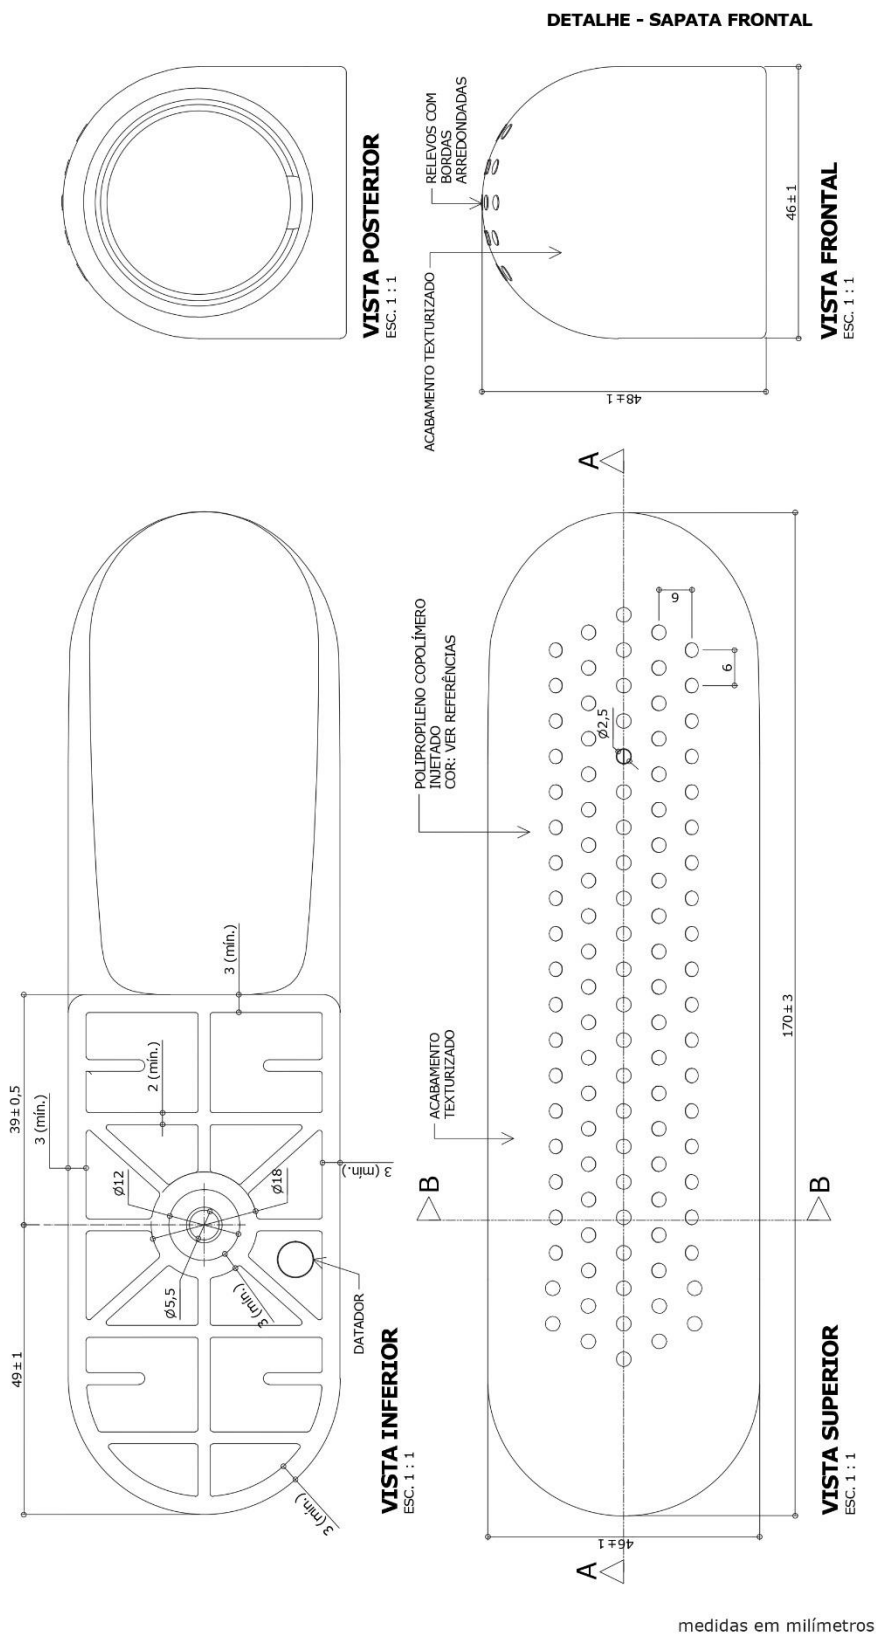 DETALHE - SAPATA FRONTAL
VISTA POSTERIOR
ESC. 1 : 1
RELEVOS COM
BORDAS
ARREDONDADAS
ACABAMENTO TEXTURIZADO
46±1
48±1
VISTA FRONTAL
ESC. 1 : 1
39±0,5
49±1
3 (mín.)
3 (mín.)
2 (mín.)
3 (mín.)
Ø12
Ø18
Ø5,5
3 (mín.)
3 (mín.)
DATADOR
VISTA INFERIOR
ESC. 1 : 1
A
POLIPROPILENO COPOLÍMERO
INJETADO
COR: VER REFERÊNCIAS
6
6
Ø2,5
ACABAMENTO
TEXTURIZADO
170±3
B
B
46±1
A
VISTA SUPERIOR
ESC. 1 : 1
medidas em milímetros